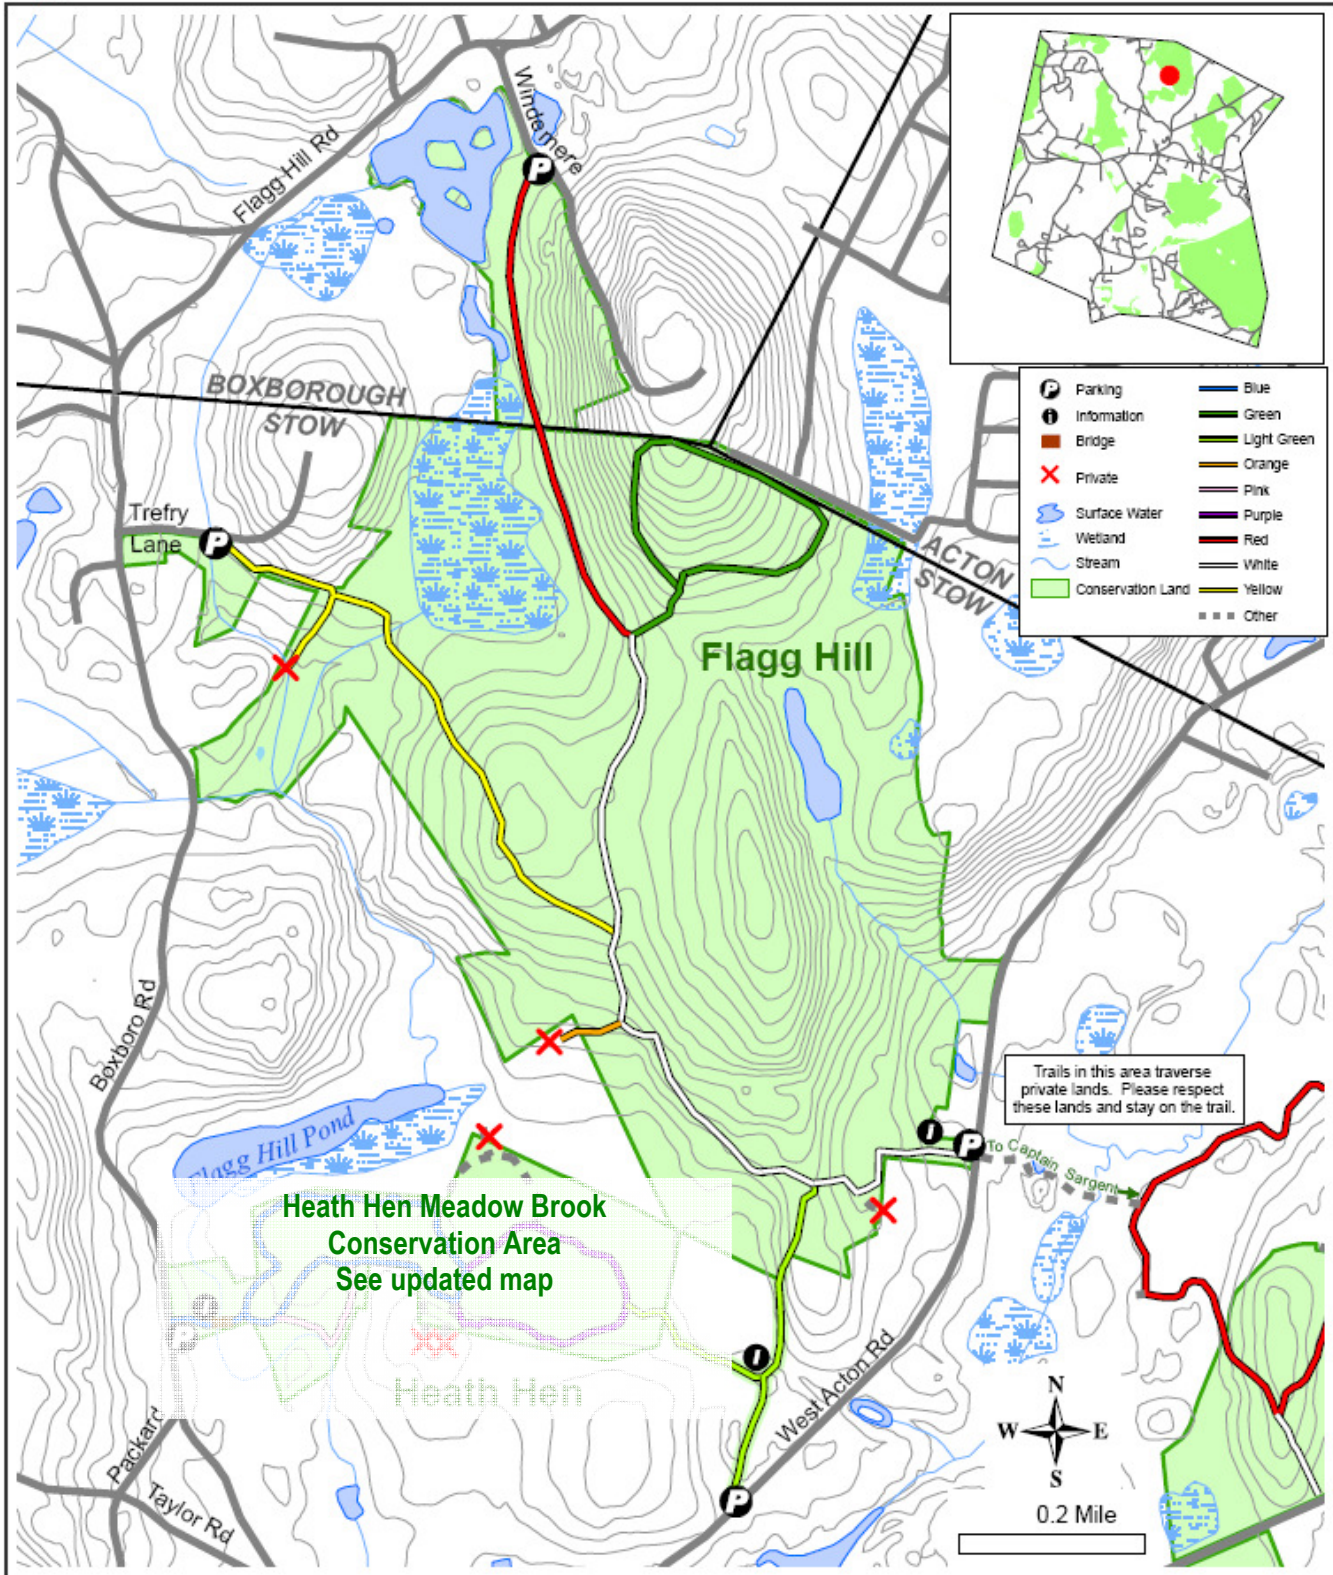 Windemere
P
Flagg Hill Rd
BOXBOROUGH
STOW
Trefry
Lane
P
ACTON
STOW
Flagg Hill
P Parking
i Information
Bridge
Private
Surface Water
Wetland
Stream
Conservation Land
Blue
Green
Light Green
Orange
Pink
Purple
Red
White
Yellow
Other
Boxboro Rd
Trails in this area traverse
private lands. Please respect
these lands and stay on the trail.
I
P
To Captain Sargent
Flagg Hill Pond
Heath Hen Meadow Brook
Conservation Area
See updated map
P
Heath Hen
I
West Acton Rd
P
Packard
Taylor Rd
N
W E
S
0.2 Mile